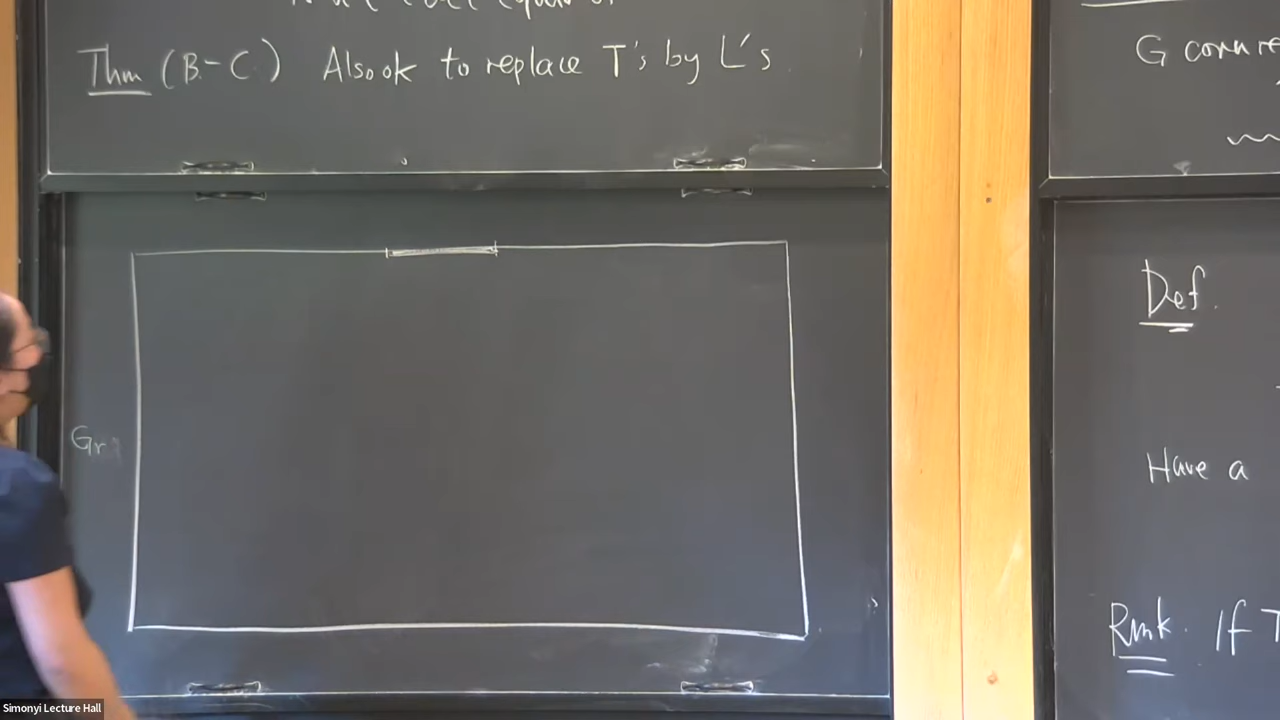 Thm (B-C) Also ok to replace T's by L's
Gr
G conn
Def.
Have a
Rmk. If T
Simonyi Lecture Hall